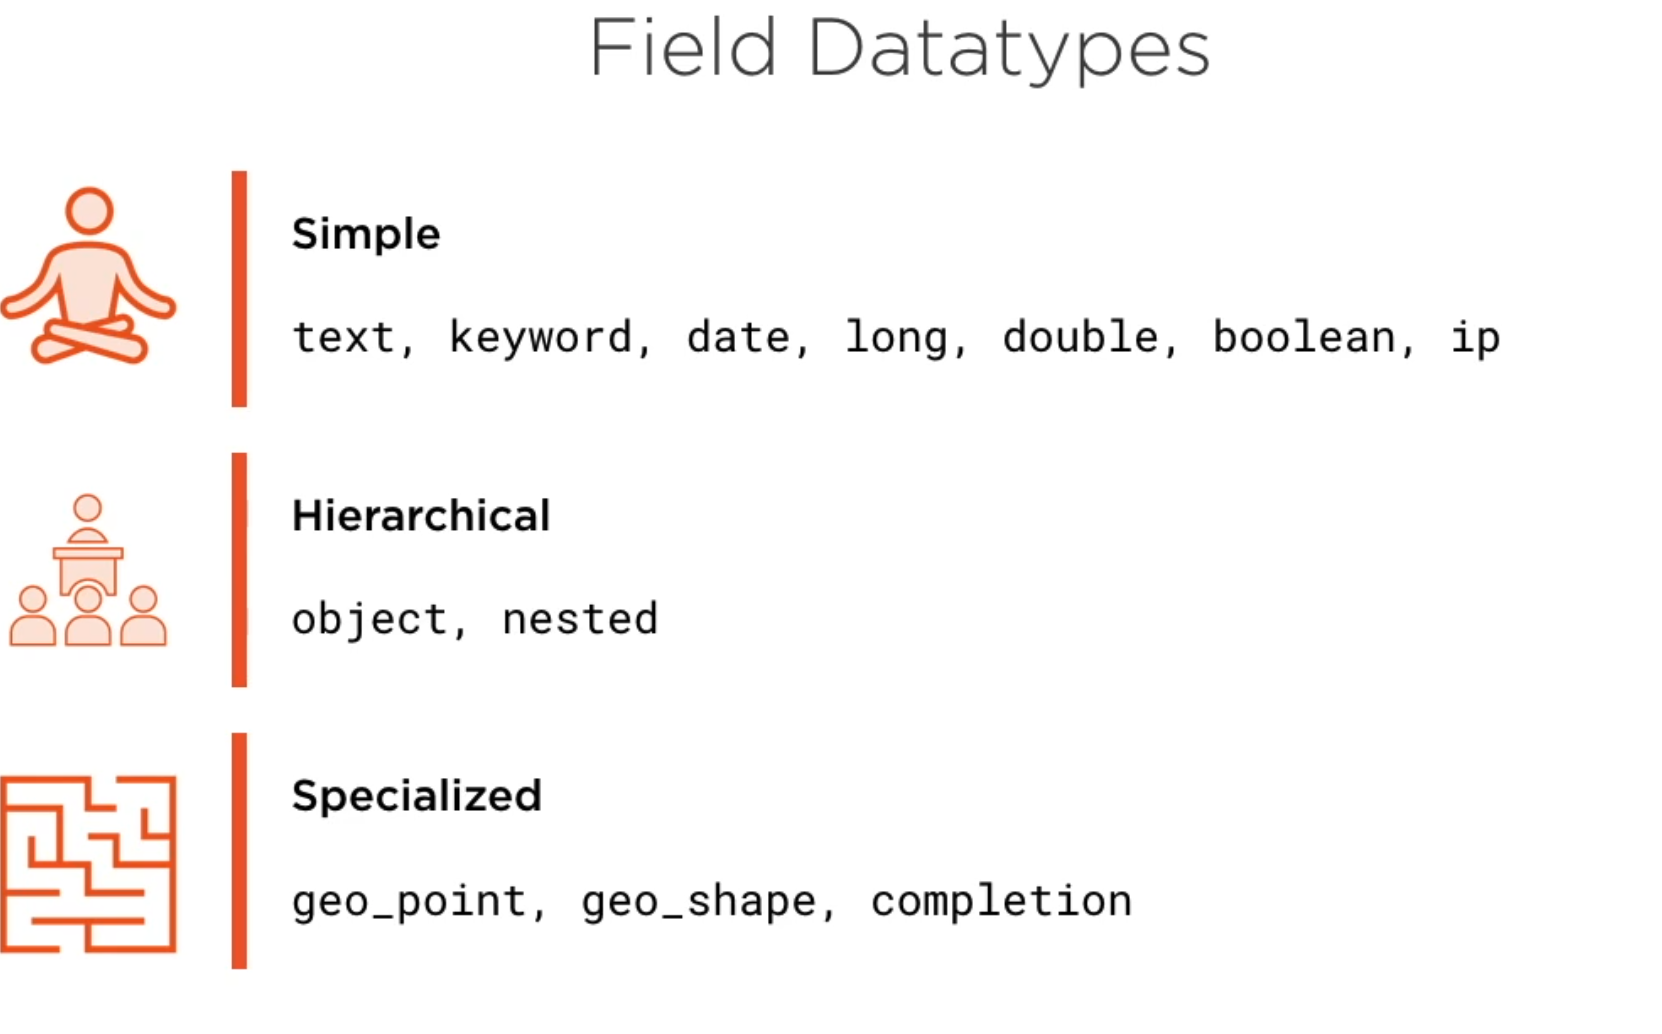 Field Datatypes
Simple
text, keyword, date, long, double, boolean, ip
Hierarchical
object, nested
Specialized
geo_point, geo_shape, completion